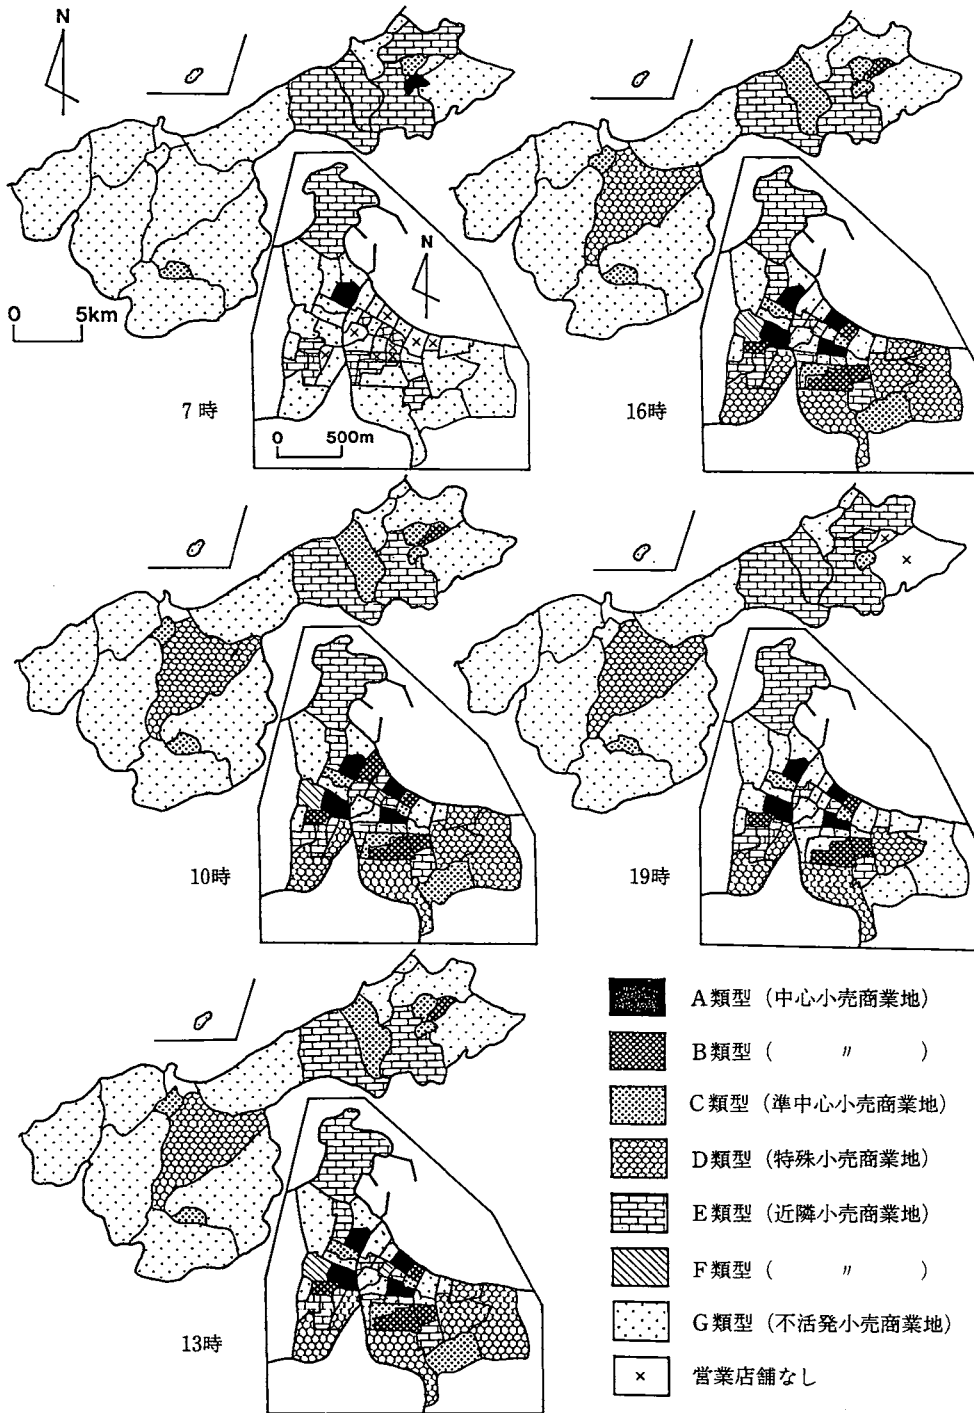 N
0 5km
N
0 500m
7時
16時
10時
19時
13時
A類型 (中心小売商業地)
B類型 ( 〃 )
C類型 (準中心小売商業地)
D類型 (特殊小売商業地)
E類型 (近隣小売商業地)
F類型 ( 〃 )
G類型 (不活発小売商業地)
× 営業店舗なし